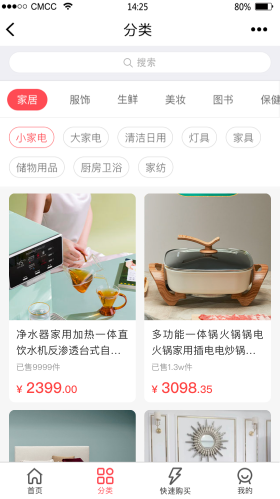 CMCC 14:25 80%
分类
搜索
家居 服饰 生鲜 美妆 图书 保健
小家电 大家电 清洁日用 灯具 家具
储物用品 厨房卫浴 家纺
净水器家用加热一体直
饮水机反渗透台式自...
已售9999件
¥ 2399.00
多功能一体锅火锅锅电
火锅家用插电电炒锅...
已售1.3w件
¥ 3098.35
首页 分类 快速购买 我的